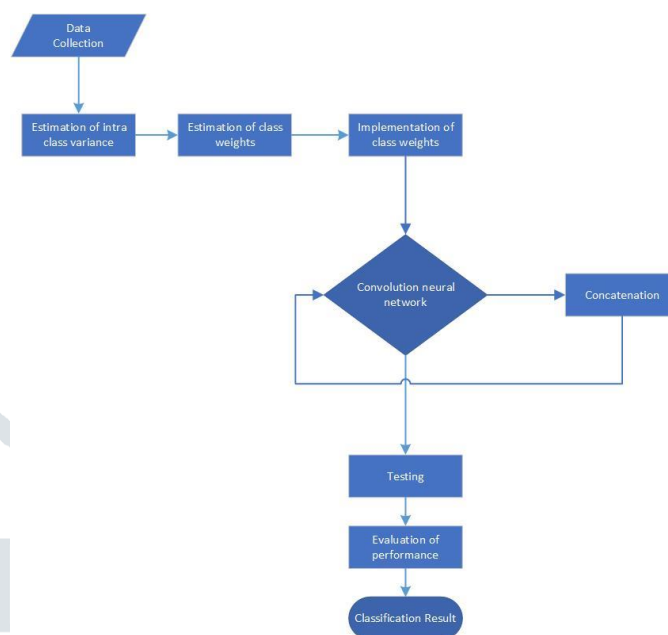 Data
Collection
Estimation of intra
class variance
Estimation of class
weights
Implementation of
class weights
Convolution neural
network
Concatenation
Testing
Evaluation of
performance
Classification Result